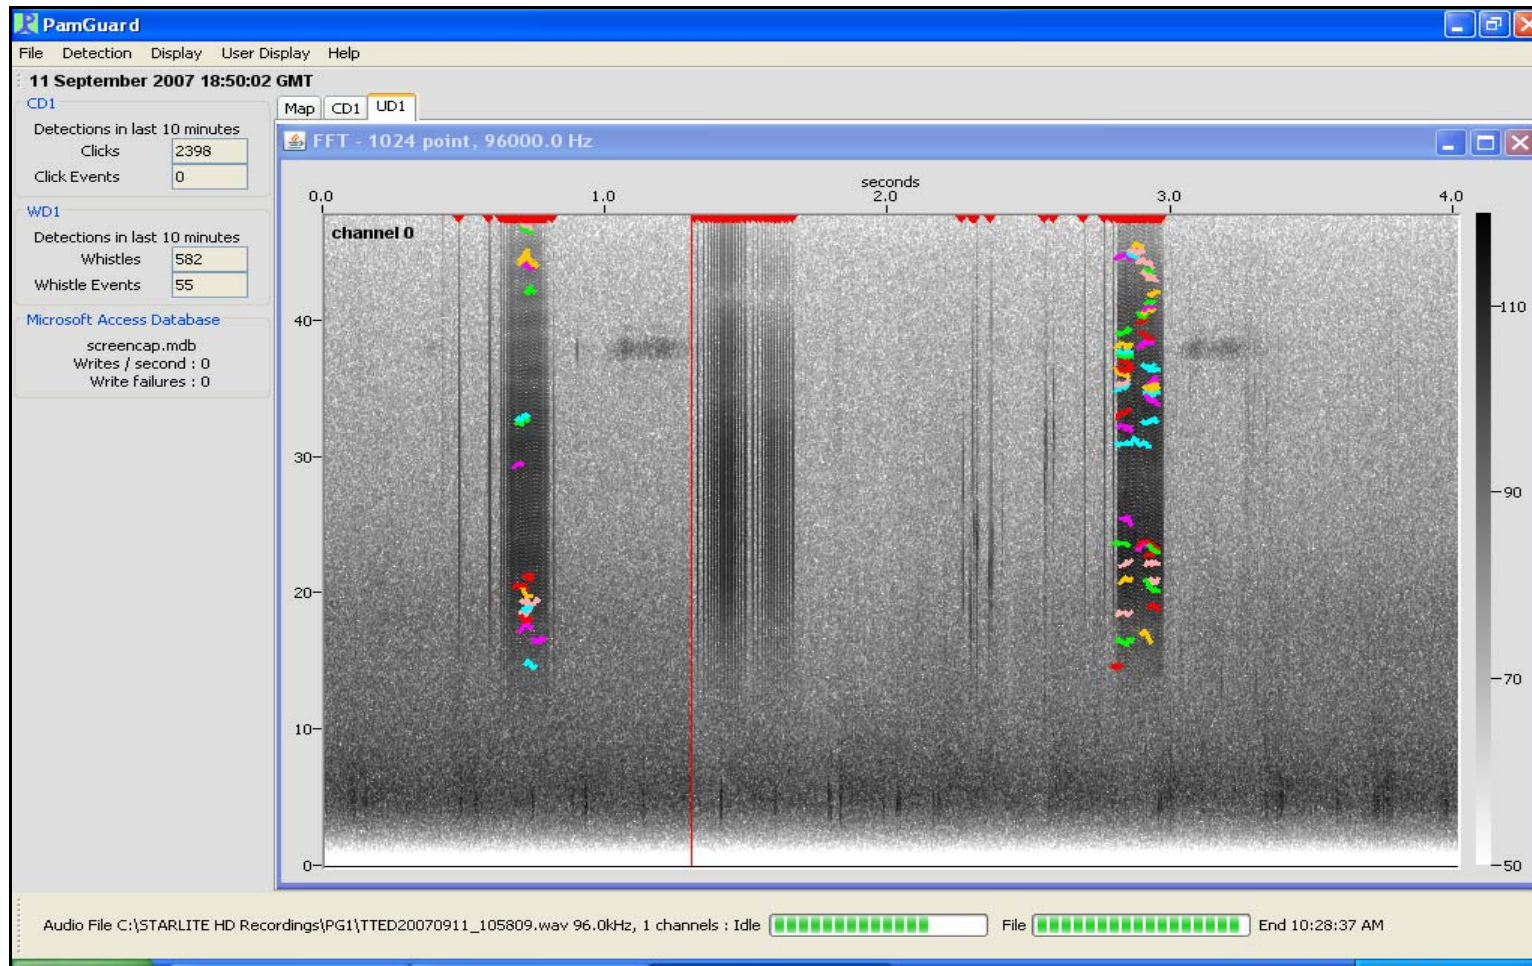 PamGuard
File Detection Display User Display Help
11 September 2007 18:50:02 GMT
CD1
Detections in last 10 minutes
Clicks 2398
Click Events 0
WD1
Detections in last 10 minutes
Whistles 582
Whistle Events 55
Microsoft Access Database
screencap.mdb
Writes / second : 0
Write failures : 0
Map CD1 UD1
FFT - 1024 point, 96000.0 Hz
seconds
0.0 1.0 2.0 3.0 4.0
channel 0
40
30
20
10
0
110
90
70
50
Audio File C:\STARLITE HD Recordings\PG1\TTED20070911_105809.wav 96.0kHz, 1 channels : Idle File End 10:28:37 AM